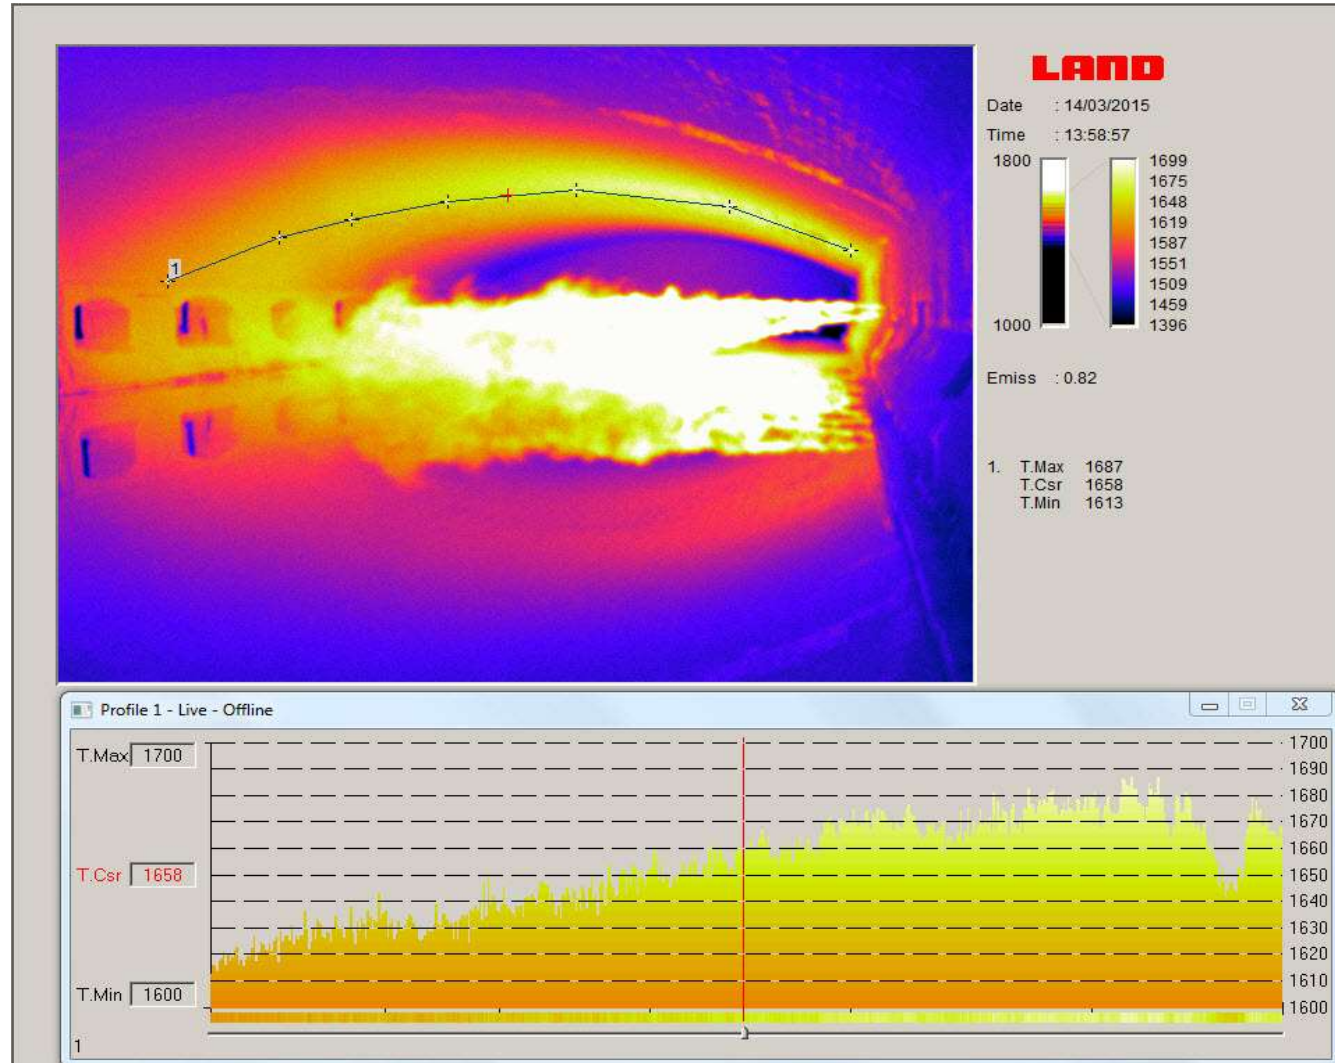 LAND
Date : 14/03/2015
Time : 13:58:57
1800 1699
1675
1648
1619
1587
1551
1509
1459
1000 1396
Emiss : 0.82
1. T.Max 1687
T.Csr 1658
T.Min 1613
1
Profile 1 - Live - Offline
T.Max 1700
T.Csr 1658
T.Min 1600
1700
1690
1680
1670
1660
1650
1640
1630
1620
1610
1600
1